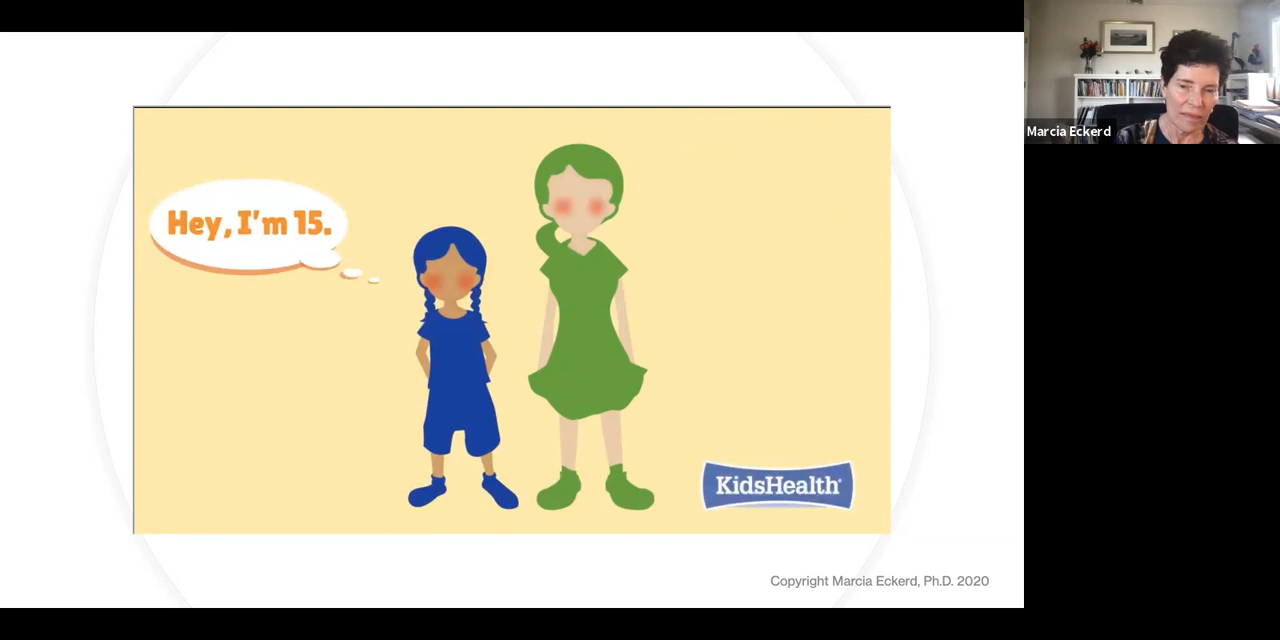 Hey, I'm 15.
KidsHealth®
Copyright Marcia Eckerd, Ph.D. 2020
Marcia Eckerd